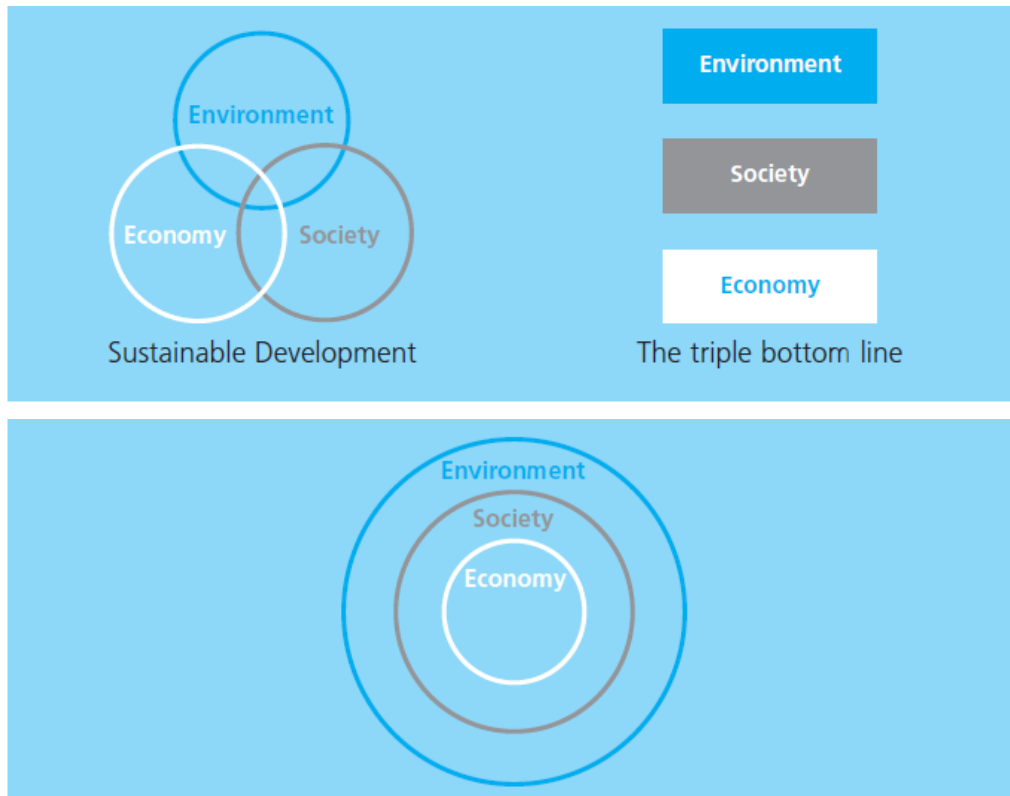 Environment
Economy
Society
Sustainable Development
Environment
Society
Economy
The triple bottom line
Environment
Society
Economy